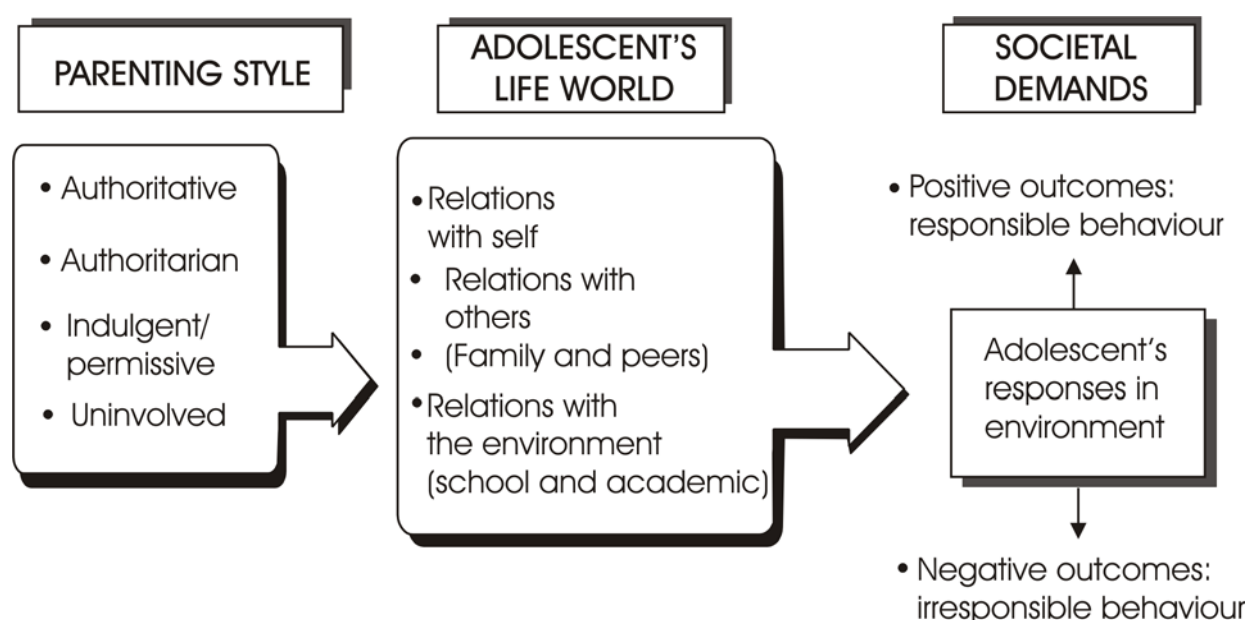 PARENTING STYLE
• Authoritative
• Authoritarian
• Indulgent/
permissive
• Uninvolved
ADOLESCENT'S
LIFE WORLD
• Relations
with self
• Relations with
others
• (Family and peers)
• Relations with
the environment
(school and academic)
SOCIETAL
DEMANDS
• Positive outcomes:
responsible behaviour
Adolescent's
responses in
environment
• Negative outcomes:
irresponsible behaviour